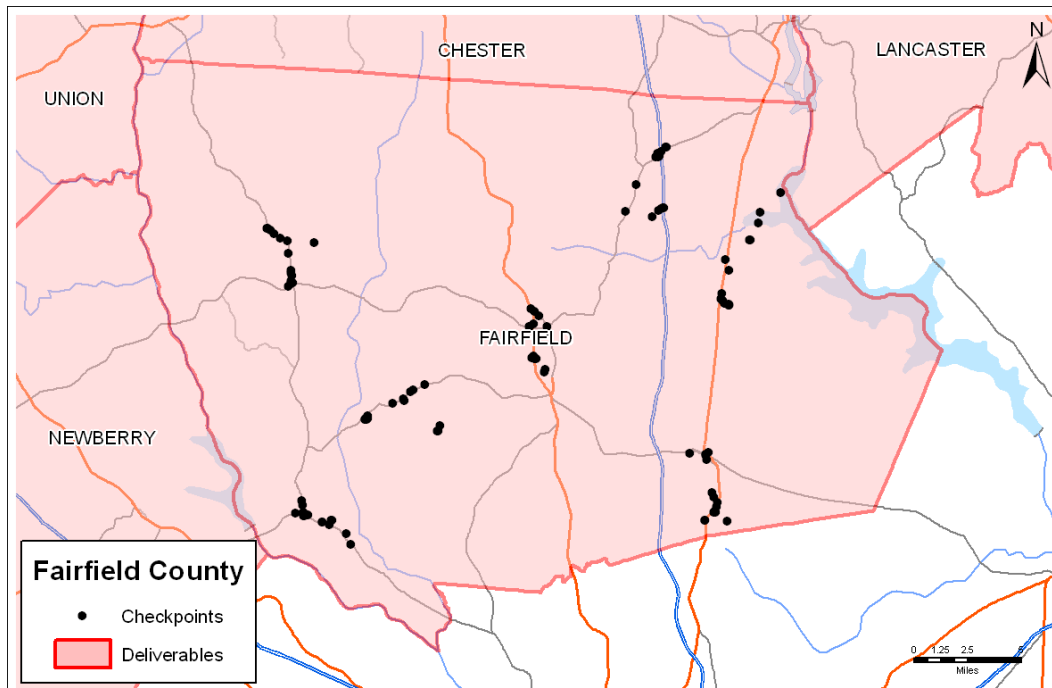 CHESTER
LANCASTER
N
UNION
FAIRFIELD
NEWBERRY
Fairfield County
Checkpoints
Deliverables
0 1.25 2.5 5
Miles